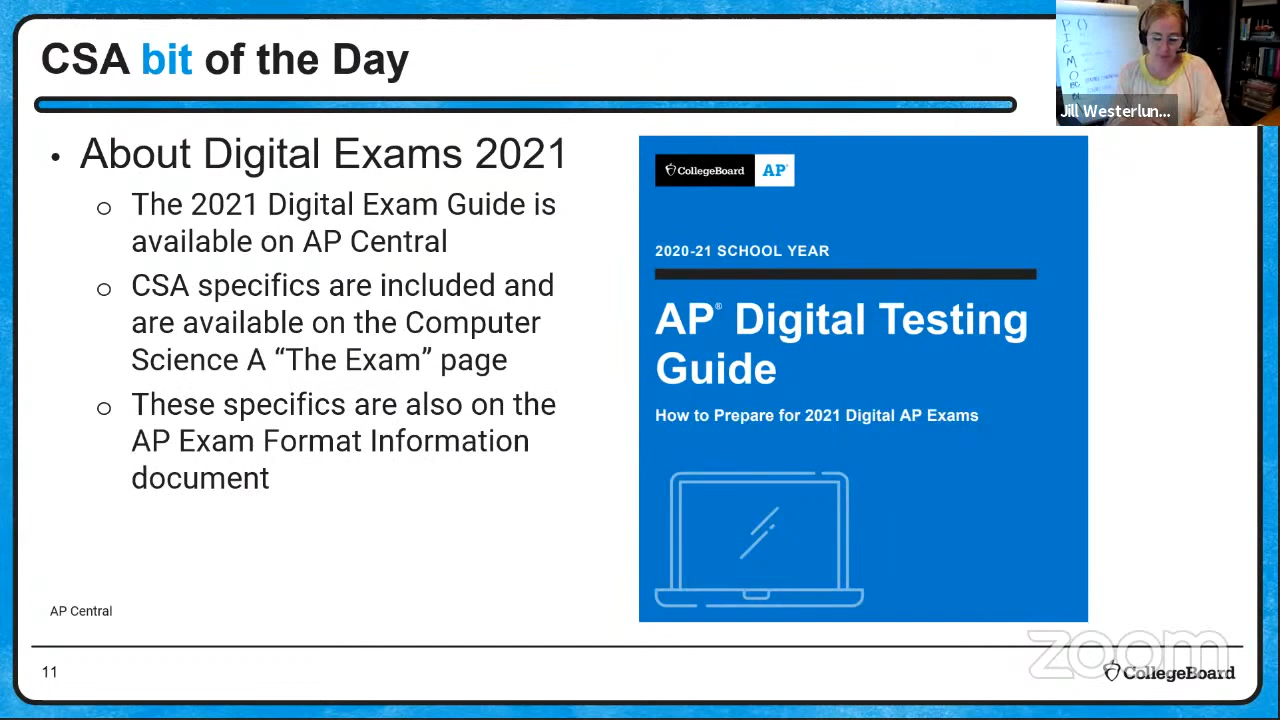 CSA bit of the Day
• About Digital Exams 2021
o The 2021 Digital Exam Guide is
available on AP Central
o CSA specifics are included and
are available on the Computer
Science A “The Exam” page
o These specifics are also on the
AP Exam Format Information
document
CollegeBoard AP®
2020-21 SCHOOL YEAR
AP® Digital Testing
Guide
How to Prepare for 2021 Digital AP Exams
P ()
I
C
M
O
Jill Westerlun...
AP Central
11
zoom
CollegeBoard